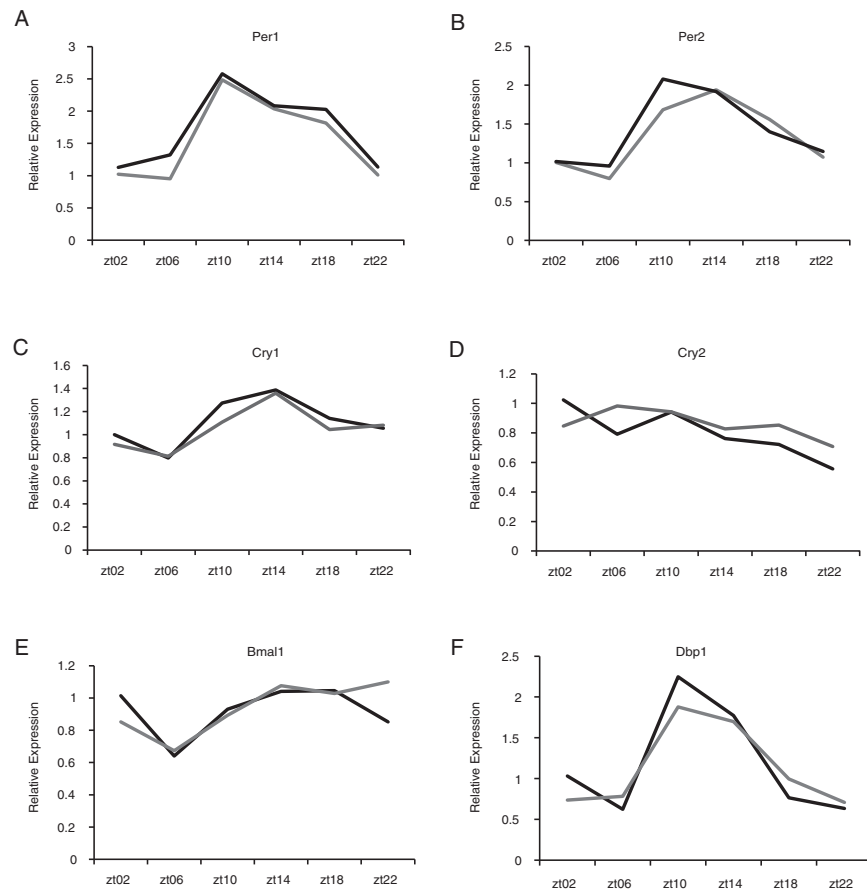 A
Per1
3
2.5
2
1.5
1
0.5
0
Relative Expression
zt02 zt06 zt10 zt14 zt18 zt22
B
Per2
2.5
2
1.5
1
0.5
0
Relative Expression
zt02 zt06 zt10 zt14 zt18 zt22
C
Cry1
1.6
1.4
1.2
1
0.8
0.6
0.4
0.2
0
Relative Expression
zt02 zt06 zt10 zt14 zt18 zt22
D
Cry2
1.2
1
0.8
0.6
0.4
0.2
0
Relative Expression
zt02 zt06 zt10 zt14 zt18 zt22
E
Bmal1
1.2
1
0.8
0.6
0.4
0.2
0
Relative Expression
zt02 zt06 zt10 zt14 zt18 zt22
F
Dbp1
2.5
2
1.5
1
0.5
0
Relative Expression
zt02 zt06 zt10 zt14 zt18 zt22